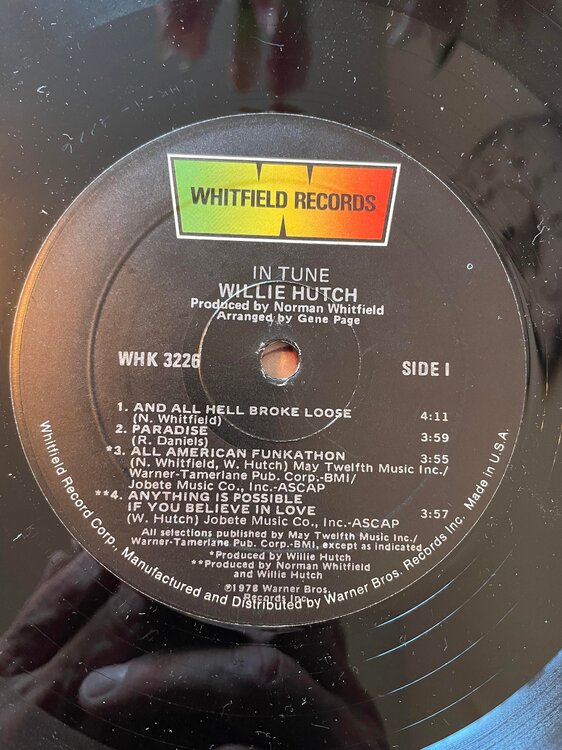 WHITFIELD RECORDS
IN TUNE
WILLIE HUTCH
Produced by Norman Whitfield
Arranged by Gene Page
WHK 3226
SIDE I
1. AND ALL HELL BROKE LOOSE 4:11
(N. Whitfield)
2. PARADISE 3:59
(R. Daniels)
*3. ALL AMERICAN FUNKATHON 3:55
(N. Whitfield, W. Hutch) May Twelfth Music Inc./
Warner-Tamerlane Pub. Corp.-BMI/
Jobete Music Co., Inc.-ASCAP
**4. ANYTHING IS POSSIBLE
IF YOU BELIEVE IN LOVE 3:57
(W. Hutch) Jobete Music Co., Inc.-ASCAP
All selections published by May Twelfth Music Inc./
Warner-Tamerlane Pub. Corp.-BMI, except as indicated
*Produced by Willie Hutch
**Produced by Norman Whitfield
and Willie Hutch
℗1978 Warner Bros.
Records Inc.
Whitfield Record Corp., Manufactured and Distributed by Warner Bros. Records Inc. Made in U.S.A.